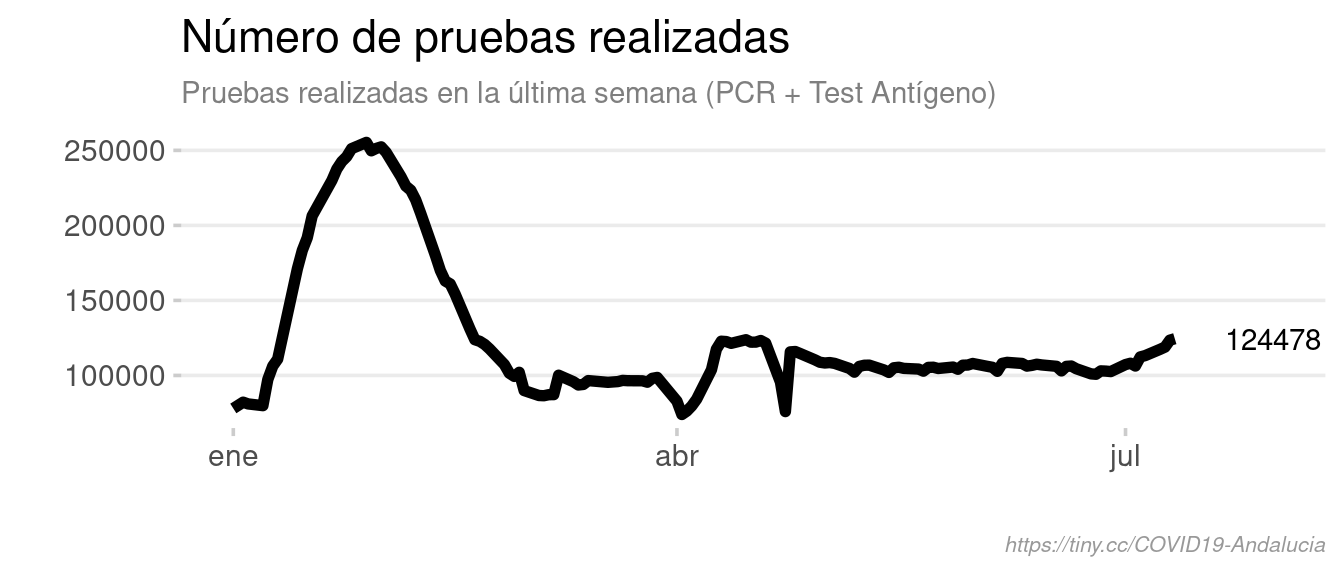 Número de pruebas realizadas
Pruebas realizadas en la última semana (PCR + Test Antígeno)
250000
200000
150000
100000
124478
ene abr jul
https://tiny.cc/COVID19-Andalucia